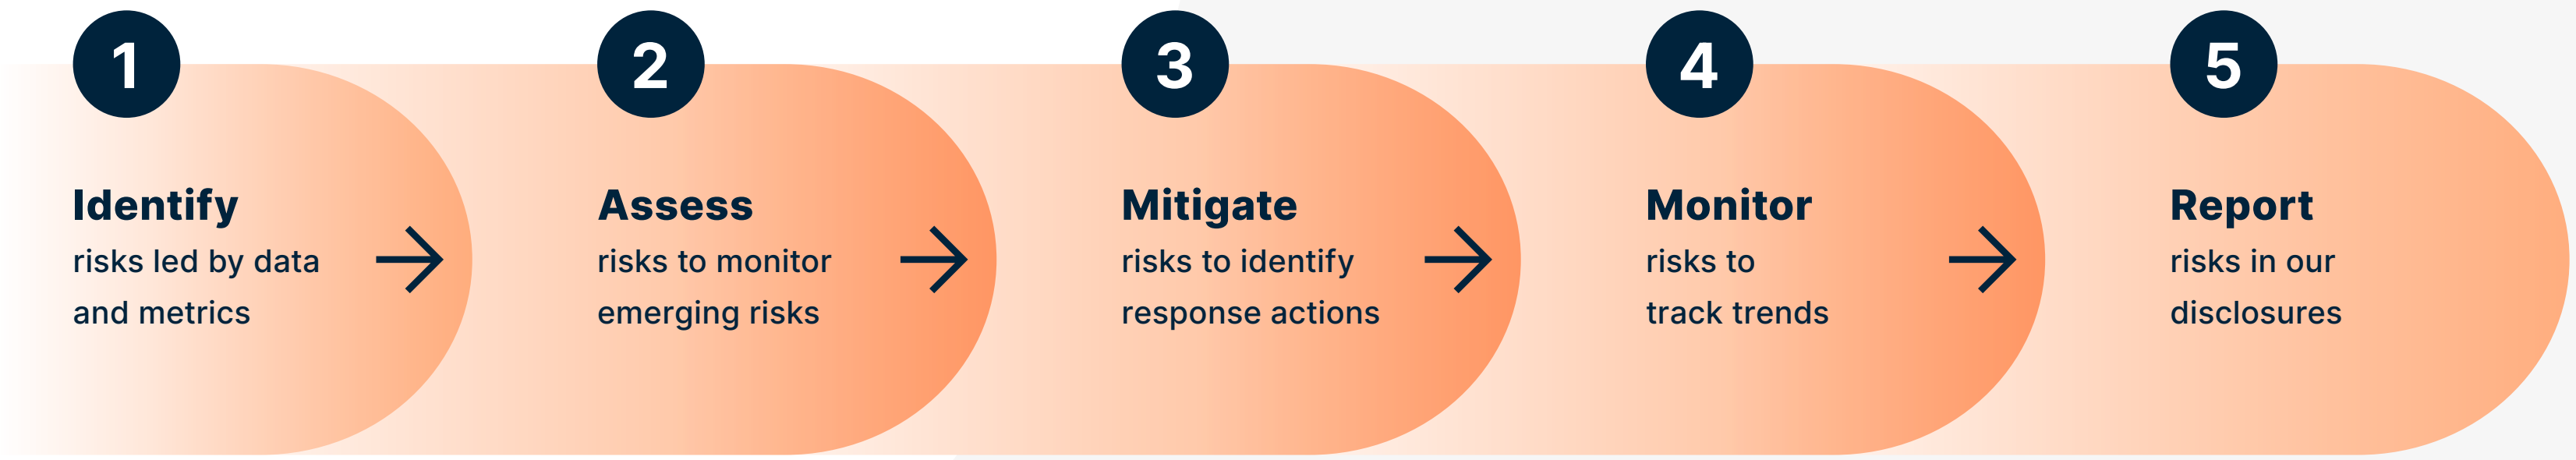 1
Identify
risks led by data
and metrics
2
Assess
risks to monitor
emerging risks
3
Mitigate
risks to identify
response actions
4
Monitor
risks to
track trends
5
Report
risks in our
disclosures